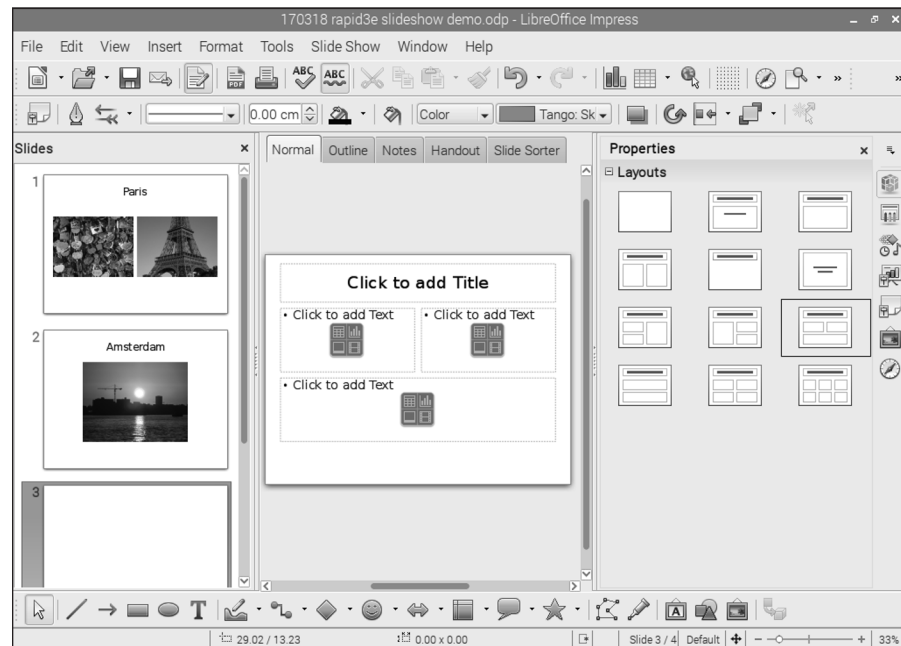 170318 rapid3e slideshow demo.odp - LibreOffice Impress
File Edit View Insert Format Tools Slide Show Window Help
PDF ABC ABC
0.00 cm Color Tango: Sk
Slides
Normal Outline Notes Handout Slide Sorter
Properties
Layouts
1
Paris
2
Amsterdam
3
Click to add Title
• Click to add Text • Click to add Text
• Click to add Text
T A
29.02 / 13.23 0.00 x 0.00 Slide 3 / 4 Default 33%